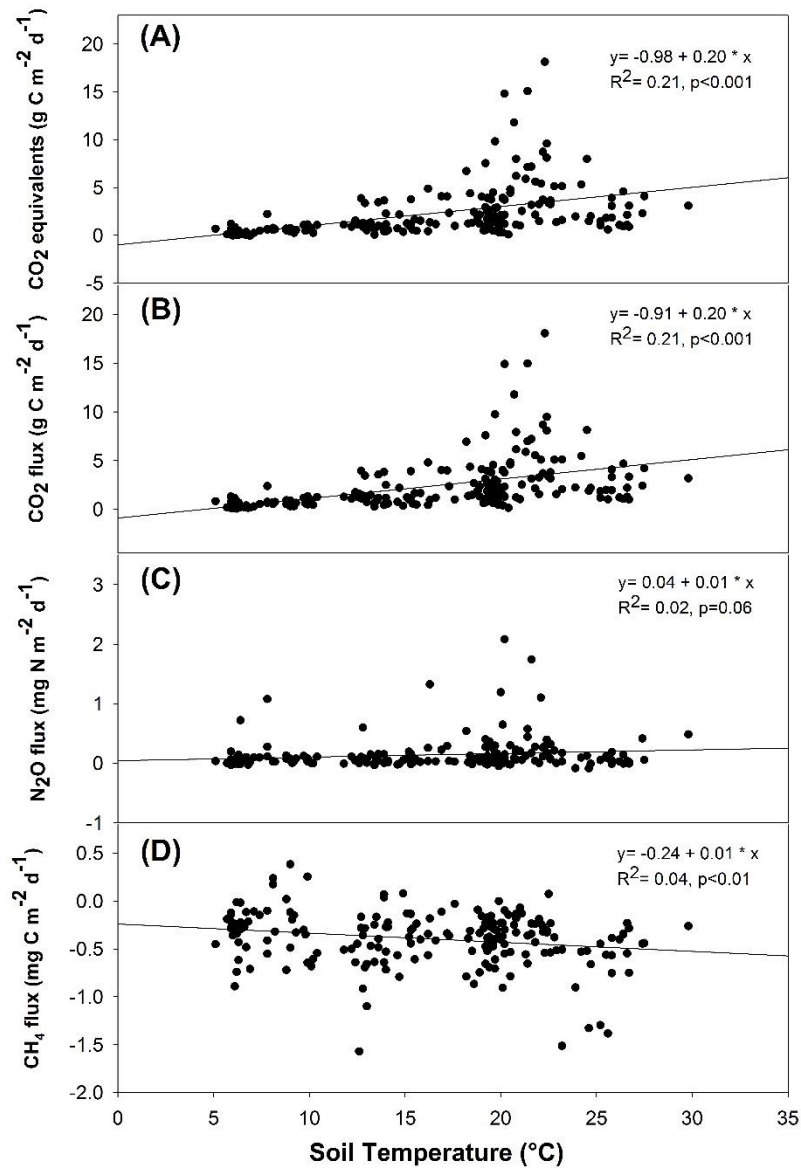 (A)
y= -0.98 + 0.20 * x
R2= 0.21, p<0.001
CO2 equivalents (g C m-2 d-1)
20
15
10
5
0
-5
(B)
y= -0.91 + 0.20 * x
R2= 0.21, p<0.001
CO2 flux (g C m-2 d-1)
20
15
10
5
0
(C)
y= 0.04 + 0.01 * x
R2= 0.02, p=0.06
N2O flux (mg N m-2 d-1)
3
2
1
0
-1
(D)
y= -0.24 + 0.01 * x
R2= 0.04, p<0.01
CH4 flux (mg C m-2 d-1)
0.5
0.0
-0.5
-1.0
-1.5
-2.0
0 5 10 15 20 25 30 35
Soil Temperature (°C)